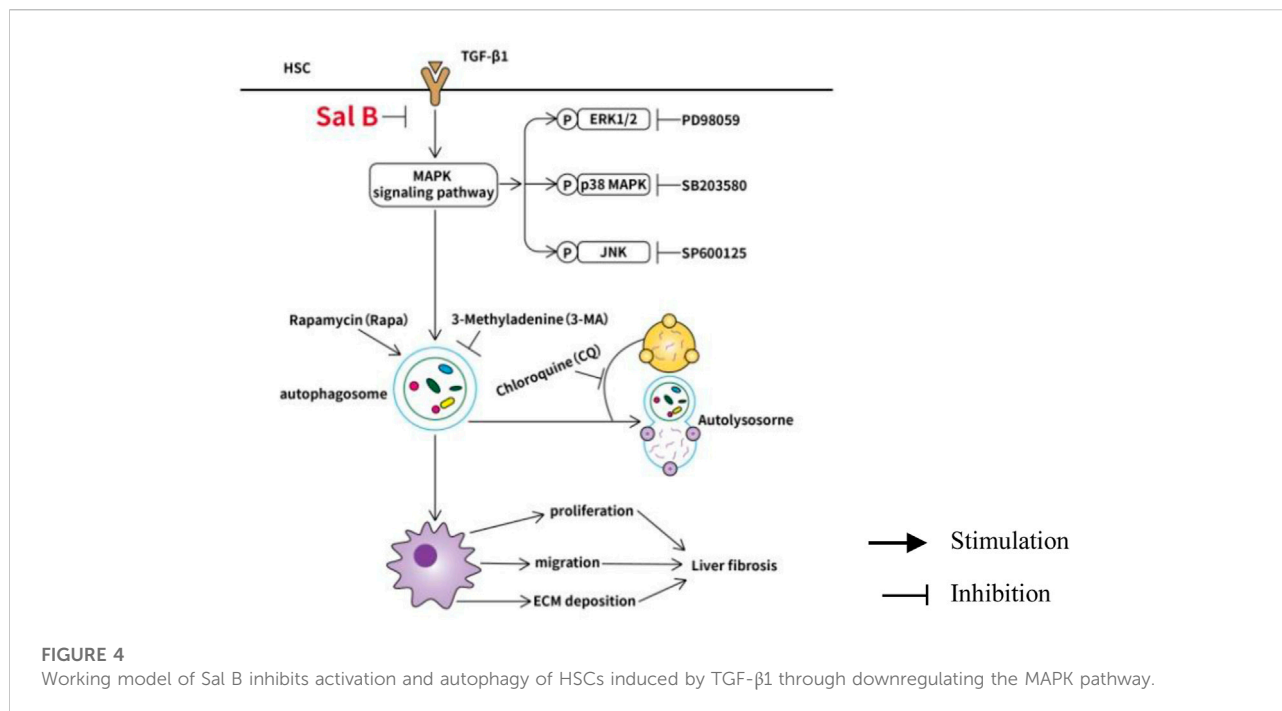 TGF-β1
HSC
Sal B
P
ERK1/2
PD98059
MAPK
signaling pathway
P
p38 MAPK
SB203580
P
JNK
SP600125
Rapamycin (Rapa)
3-Methyladenine (3-MA)
Chloroquine (CQ)
autophagosome
Autolysosorne
proliferation
migration
Liver fibrosis
ECM deposition
Stimulation
Inhibition
FIGURE 4
Working model of Sal B inhibits activation and autophagy of HSCs induced by TGF-β1 through downregulating the MAPK pathway.